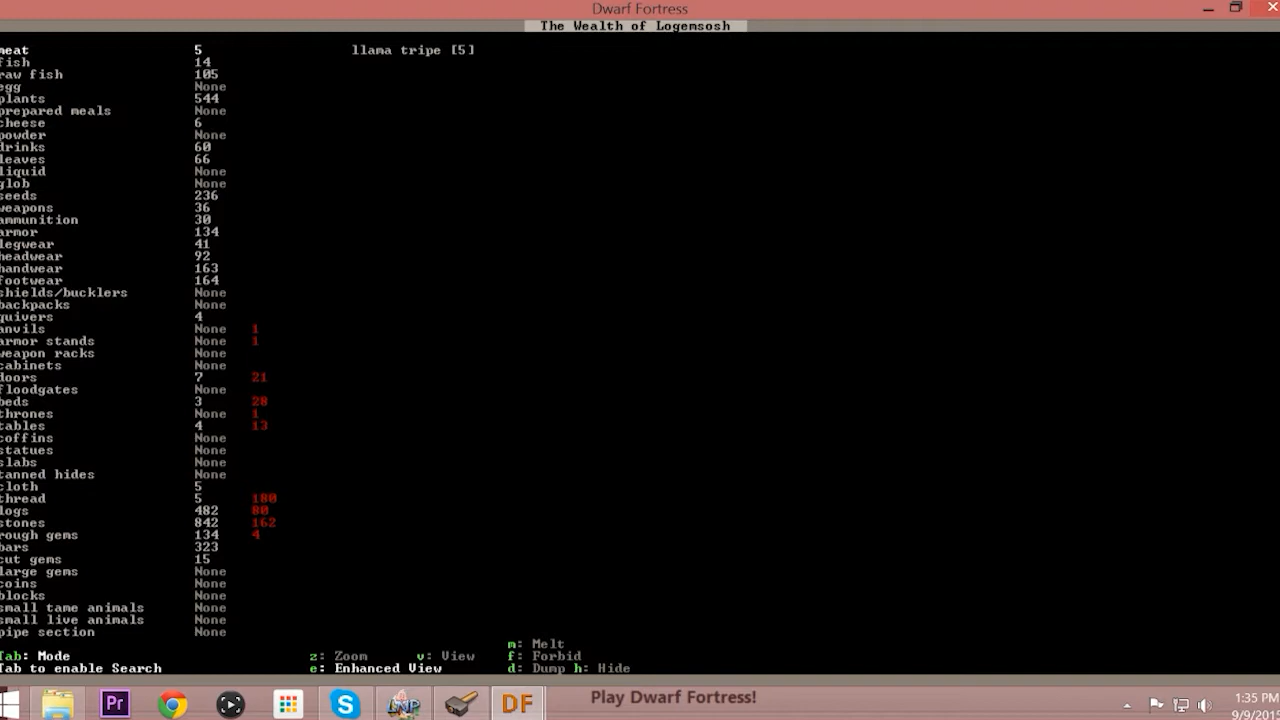 Dwarf Fortress
The Wealth of Logemsosh
meat 5 llama tripe [5]
fish 14
raw fish 105
egg None
plants 544
prepared meals None
cheese 6
powder None
drinks 60
leaves 66
liquid None
glob None
seeds 236
weapons 36
ammunition 30
armor 134
legwear 41
headwear 92
handwear 163
footwear 164
shields/bucklers None
backpacks None
quivers 4
anvils None 1
armor stands None 1
weapon racks None
cabinets None
doors 7 21
floodgates None
beds 3 28
thrones None 1
tables 4 13
coffins None
statues None
slabs None
tanned hides None
cloth 5
thread 5 180
logs 482 80
stones 842 162
rough gems 134 4
bars 323
cut gems 15
large gems None
coins None
blocks None
small tame animals None
small live animals None
pipe section None
m: Melt
Tab: Mode z: Zoom v: View f: Forbid
Tab to enable Search e: Enhanced View d: Dump h: Hide
Pr S DF Play Dwarf Fortress! 1:35 PM
9/9/2015